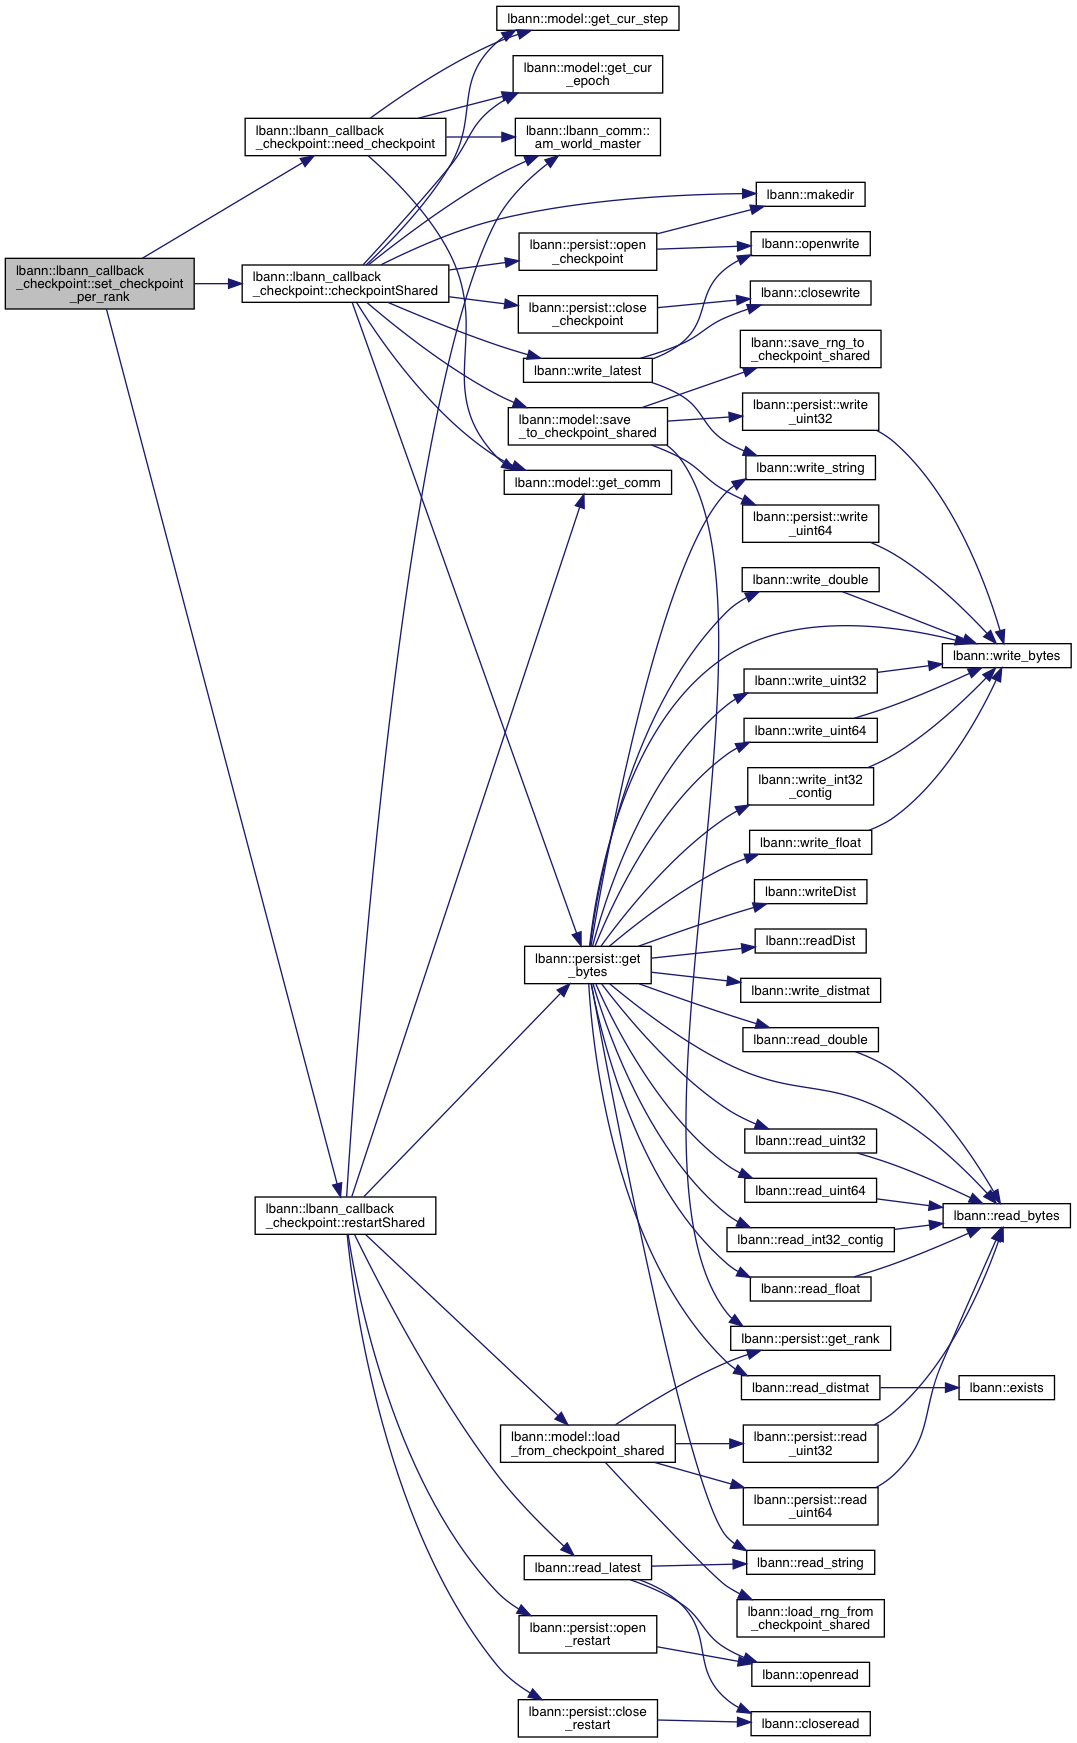 lbann::model::get_cur_step
lbann::model::get_cur
_epoch
lbann::lbann_callback
_checkpoint::need_checkpoint
lbann::lbann_comm::
am_world_master
lbann::makedir
lbann::persist::open
_checkpoint
lbann::openwrite
lbann::lbann_callback
_checkpoint::set_checkpoint
_per_rank
lbann::lbann_callback
_checkpoint::checkpointShared
lbann::closewrite
lbann::persist::close
_checkpoint
lbann::save_rng_to
_checkpoint_shared
lbann::write_latest
lbann::persist::write
_uint32
lbann::model::save
_to_checkpoint_shared
lbann::write_string
lbann::model::get_comm
lbann::persist::write
_uint64
lbann::write_double
lbann::write_bytes
lbann::write_uint32
lbann::write_uint64
lbann::write_int32
_contig
lbann::write_float
lbann::writeDist
lbann::readDist
lbann::persist::get
_bytes
lbann::write_distmat
lbann::read_double
lbann::read_uint32
lbann::read_uint64
lbann::lbann_callback
_checkpoint::restartShared
lbann::read_bytes
lbann::read_int32_contig
lbann::read_float
lbann::persist::get_rank
lbann::read_distmat
lbann::exists
lbann::model::load
_from_checkpoint_shared
lbann::persist::read
_uint32
lbann::persist::read
_uint64
lbann::read_latest
lbann::read_string
lbann::load_rng_from
_checkpoint_shared
lbann::persist::open
_restart
lbann::openread
lbann::persist::close
_restart
lbann::closeread